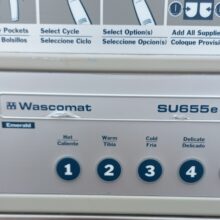 Pockets
Bolsillos
Select Cycle
Seleccione Ciclo
Select Option(s)
Seleccione Opcion(s)
Add All Supplie
Coloque Provisi
Wascomat
SU655e
Emerald
Hot
Caliente
Warm
Tibia
Cold
Fria
Delicate
Delicado
1
2
3
4